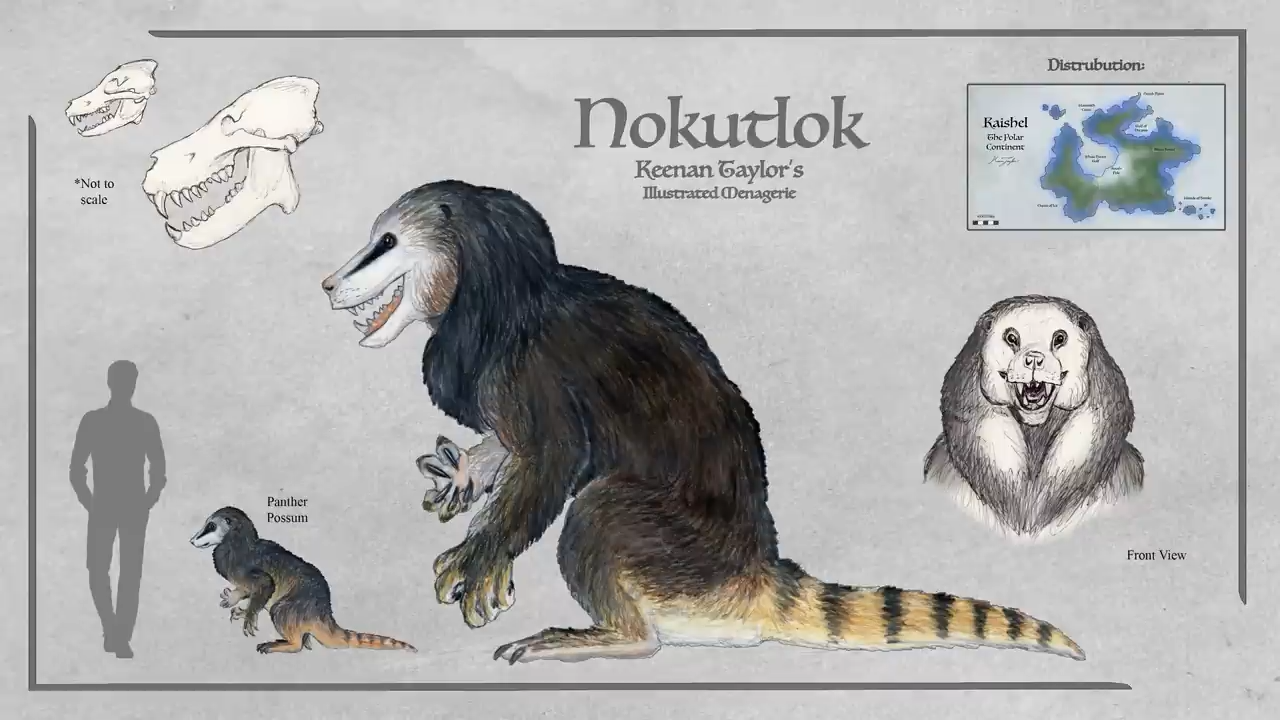 Distrubution:
Nokutlok
Keenan Taylor's
Illustrated Menagerie
Kaishel
The Polar
Continent
*Not to
scale
Panther
Possum
Front View